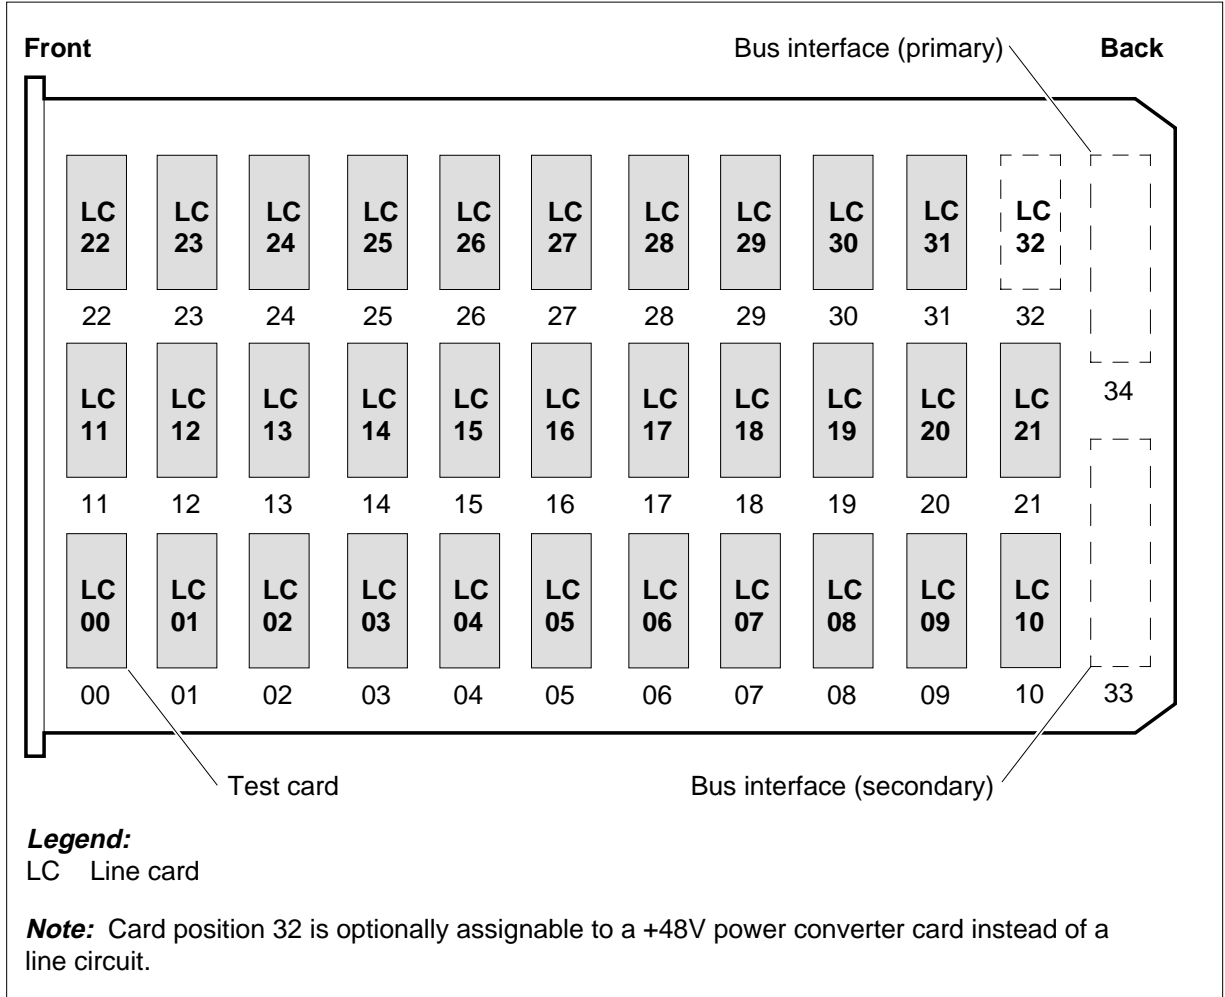 Front Bus interface (primary) Back
LC LC LC LC LC LC LC LC LC LC LC
22 23 24 25 26 27 28 29 30 31 32
22 23 24 25 26 27 28 29 30 31 32
34
LC LC LC LC LC LC LC LC LC LC LC
11 12 13 14 15 16 17 18 19 20 21
11 12 13 14 15 16 17 18 19 20 21
LC LC LC LC LC LC LC LC LC LC LC
00 01 02 03 04 05 06 07 08 09 10
00 01 02 03 04 05 06 07 08 09 10 33
Test card Bus interface (secondary)
Legend:
LC Line card
Note: Card position 32 is optionally assignable to a +48V power converter card instead of a
line circuit.